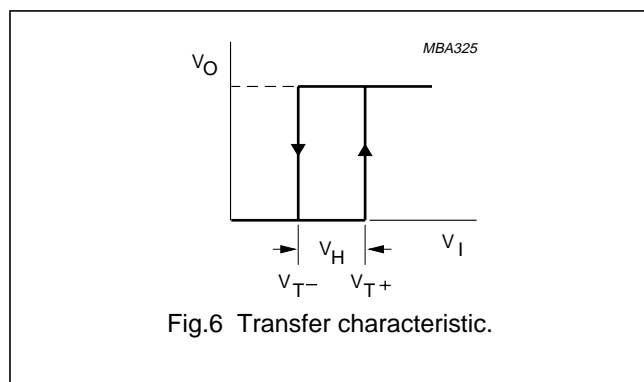 MBA325
VO
VH
VI
VT−
VT+
Fig.6 Transfer characteristic.